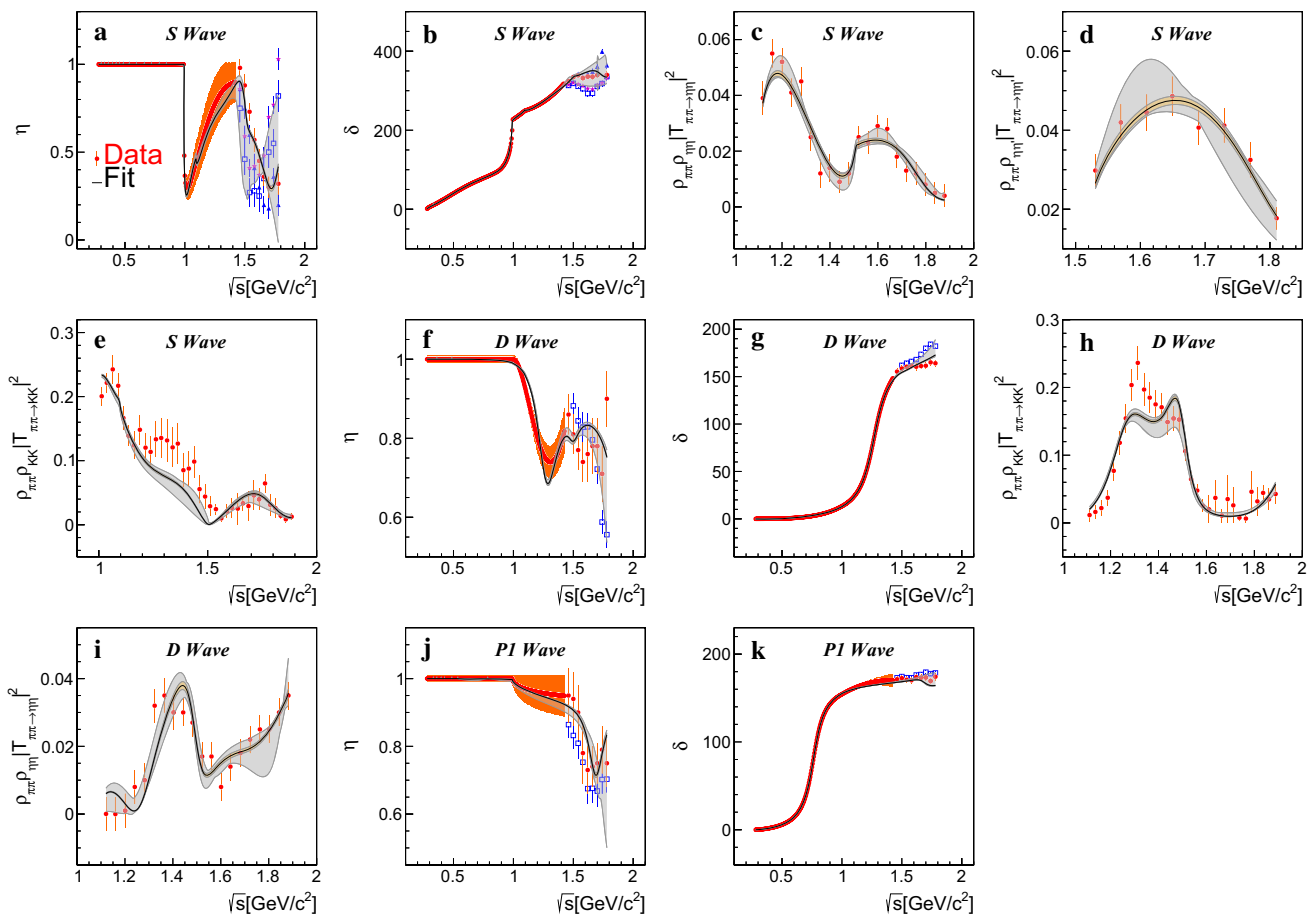 a S Wave
1
0.5
0
η
Data
Fit
0.5 1 1.5 2
√s[GeV/c²]
b S Wave
400
200
0
δ
0.5 1 1.5 2
√s[GeV/c²]
c S Wave
0.06
0.04
0.02
0
ρππρηη|Tππ→ηη|²
1 1.2 1.4 1.6 1.8 2
√s[GeV/c²]
d S Wave
0.06
0.04
0.02
ρππρηη|Tππ→ηη|²
1.5 1.6 1.7 1.8
√s[GeV/c²]
e S Wave
0.3
0.2
0.1
0
ρππρKK|Tππ→KK|²
1 1.5 2
√s[GeV/c²]
f D Wave
1
0.8
0.6
η
0 0.5 1 1.5 2
√s[GeV/c²]
g D Wave
200
150
100
50
0
δ
0 0.5 1 1.5 2
√s[GeV/c²]
h D Wave
0.3
0.2
0.1
0
ρππρKK|Tππ→KK|²
1 1.2 1.4 1.6 1.8 2
√s[GeV/c²]
i D Wave
0.04
0.02
0
ρππρηη|Tππ→ηη|²
1 1.2 1.4 1.6 1.8 2
√s[GeV/c²]
j P1 Wave
1
0.8
0.6
η
0 0.5 1 1.5 2
√s[GeV/c²]
k P1 Wave
200
100
0
δ
0 0.5 1 1.5 2
√s[GeV/c²]